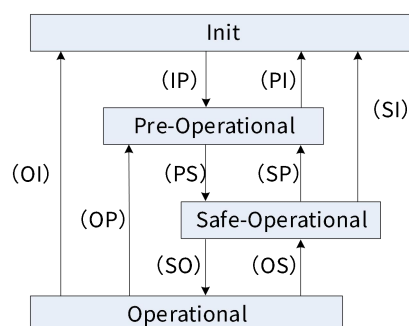 Init
(IP) (PI)
(SI)
Pre-Operational
(OI) (PS) (SP)
(OP) Safe-Operational
(SO) (OS)
Operational